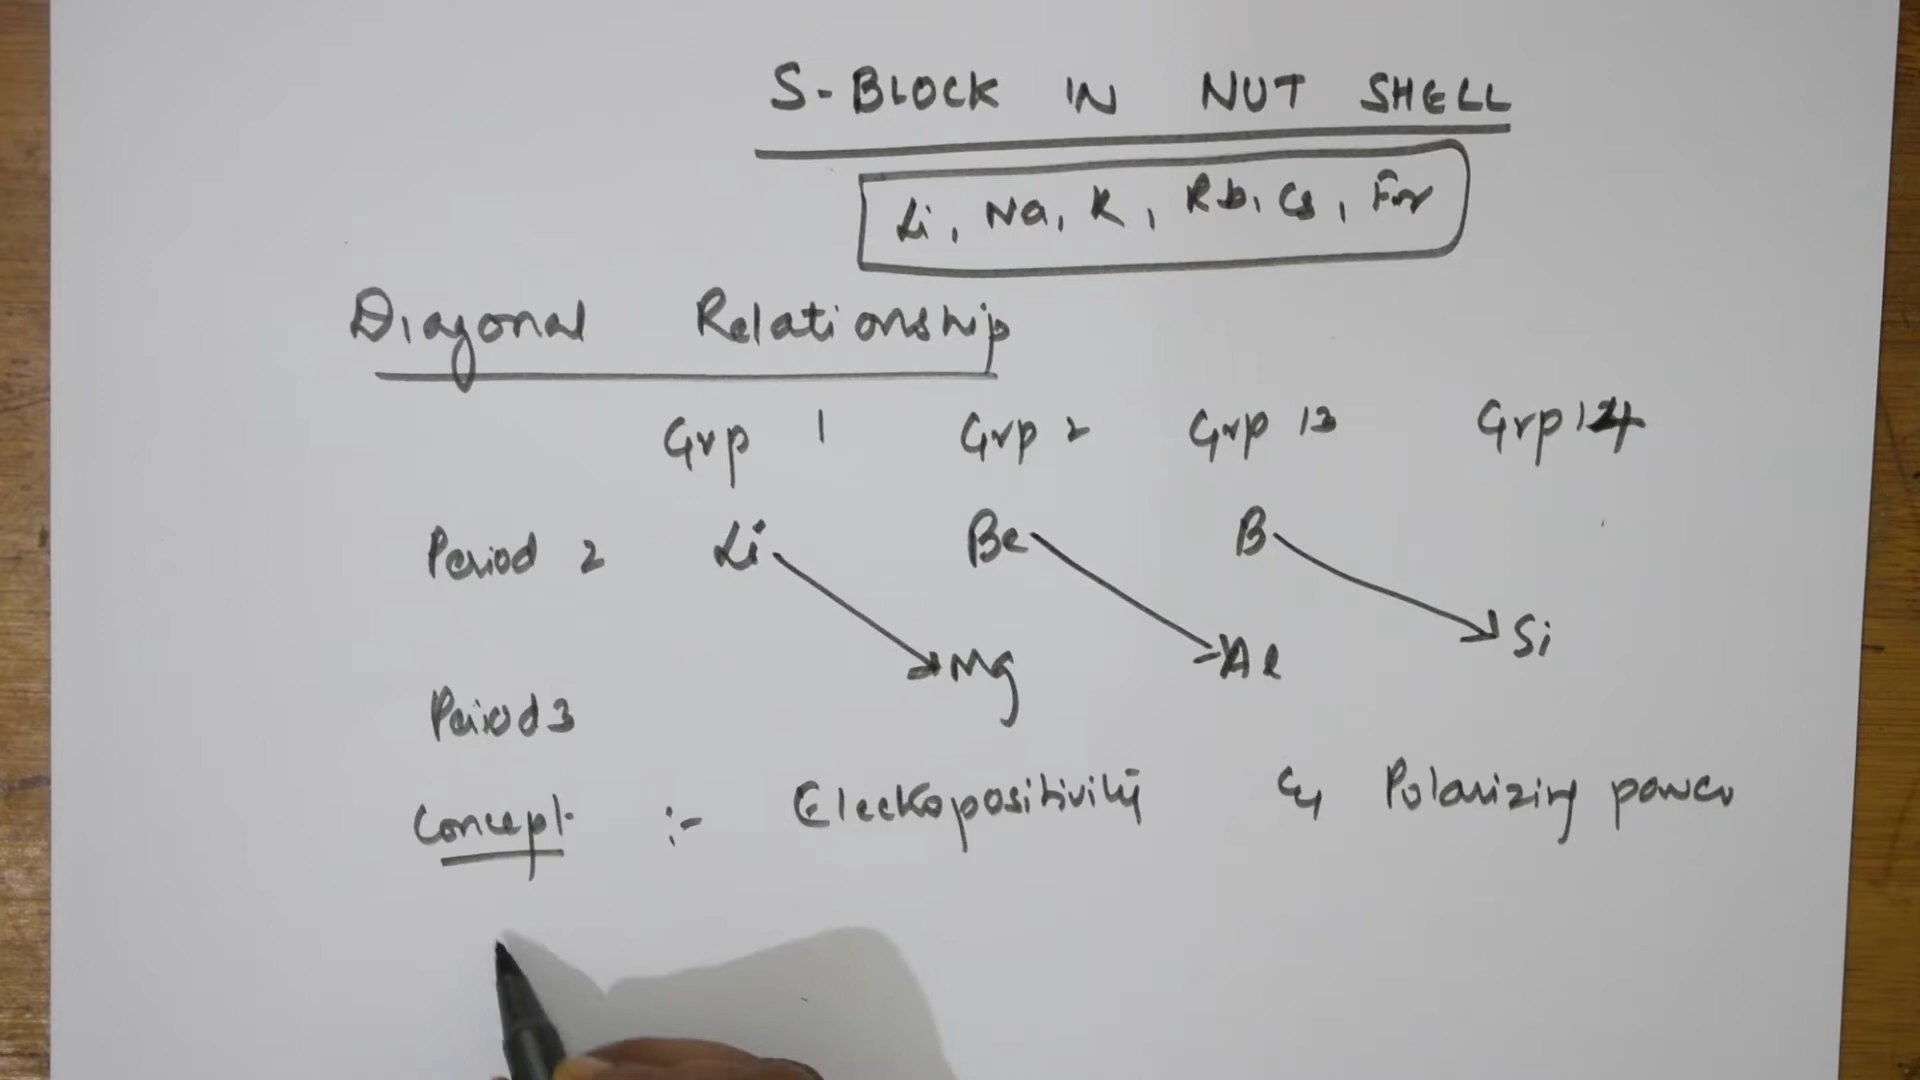 S-BLOCK IN NUT SHELL
Li, Na, K, Rb, Cs, Fr
Diagonal Relationship
Grp 1 Grp 2 Grp 13 Grp 14
Period 2 Li Be B
Mg Al Si
Period 3
Concept :- Electropositivity & Polarizing power